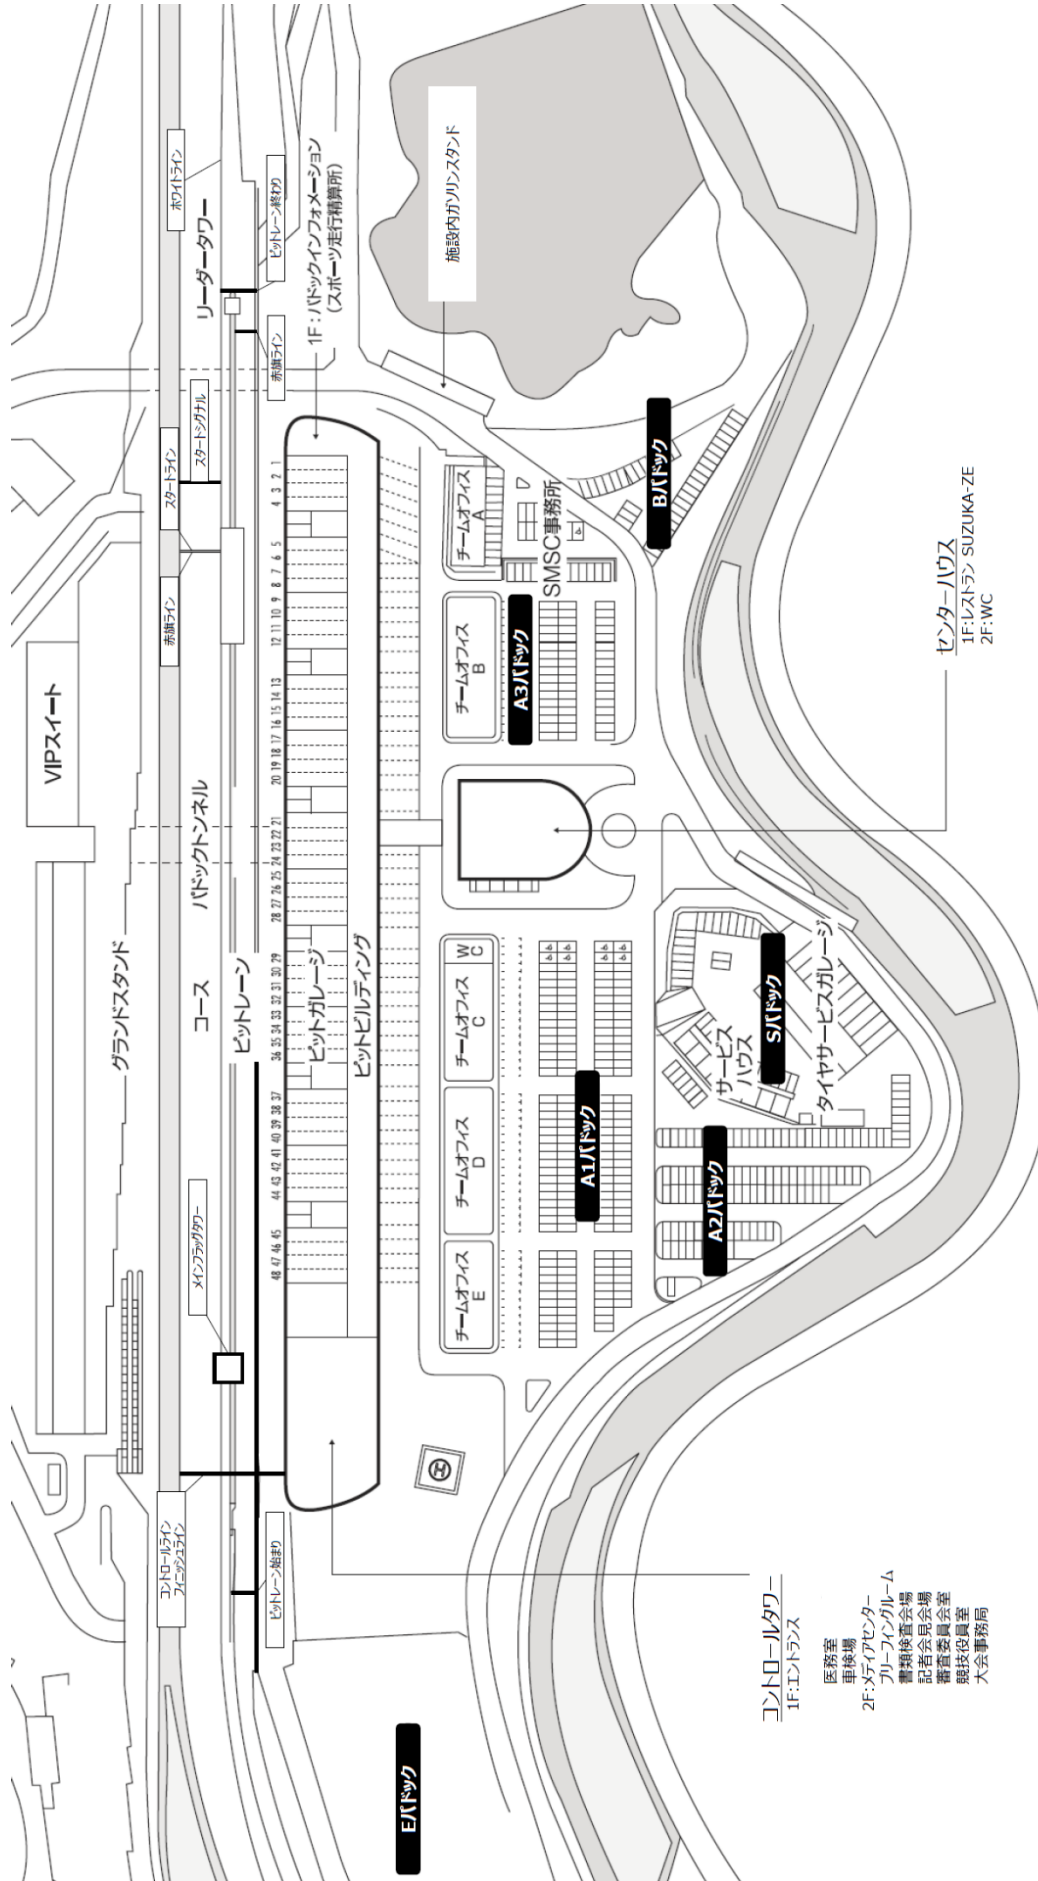 VIPスイート
グランドスタンド
ホワイトライン
リーダータワー
スタートシグナル
スタートライン
赤旗ライン
パドックトンネル
コース
ピットレーン
メインフラッグタワー
コントロールライン
フィニッシュライン
ピットレーン終わり
赤旗ライン
ピットレーン始まり
1F:パドックインフォメーション
(スポーツ走行精算所)
施設内ガソリンスタンド
1
2
3
4
5
6
7
8
9
10
11
12
13
14
15
16
17
18
19
20
21
22
23
24
25
26
27
28
29
30
31
32
33
34
35
36
37
38
39
40
41
42
43
44
45
46
47
48
ピットガレージ
ピットビルディング
チームオフィス
A
チームオフィス
B
チームオフィス
C
WC
チームオフィス
D
チームオフィス
E
SMSC事務所
Bパドック
A3パドック
A1パドック
A2パドック
Sパドック
Eパドック
サービス
ハウス
タイヤサービスガレージ
H
センターハウス
1F:レストラン SUZUKA-ZE
2F:WC
コントロールタワー
1F:エントランス
医務室
車検場
2F:メディアセンター
ブリーフィングルーム
書類検査会場
記者会見会場
審査委員会室
競技役員室
大会事務局